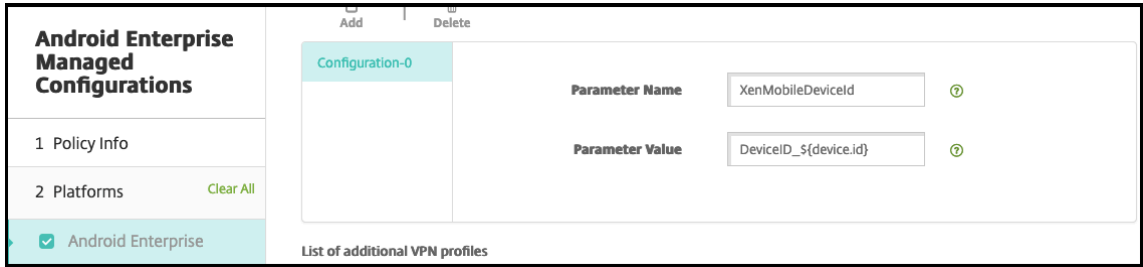 Android Enterprise
Managed
Configurations
1 Policy Info
2 Platforms
Clear All
Android Enterprise
Add
Delete
Configuration-0
Parameter Name
XenMobileDeviceId
Parameter Value
DeviceID_${device.id}
List of additional VPN profiles